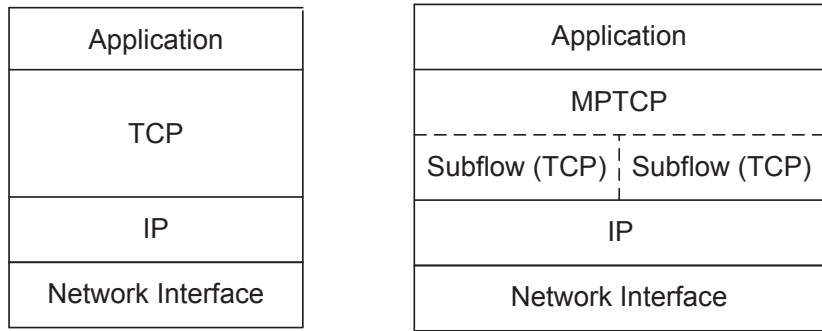 Application
TCP
IP
Network Interface
Application
MPTCP
Subflow (TCP) Subflow (TCP)
IP
Network Interface